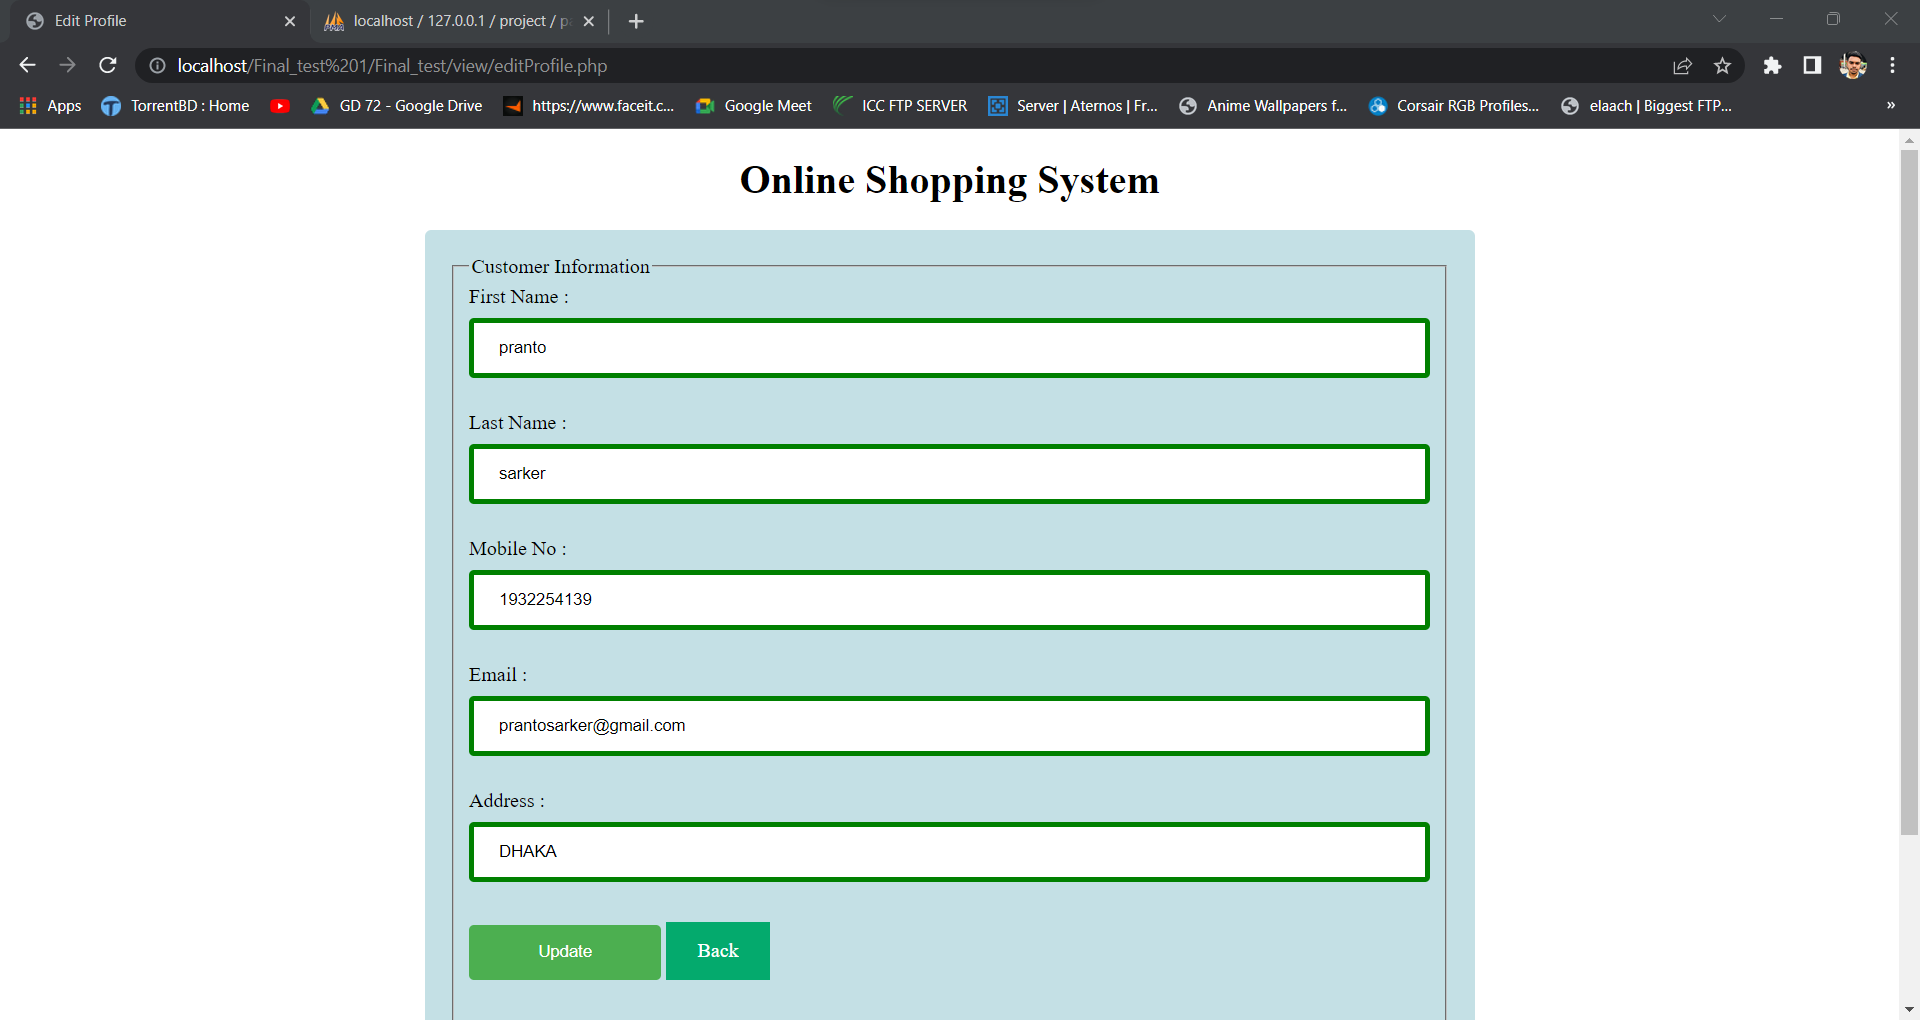 Edit Profile
localhost / 127.0.0.1 / project / pa
localhost/Final_test%201/Final_test/view/editProfile.php
Apps TorrentBD : Home GD 72 - Google Drive https://www.faceit.c... Google Meet ICC FTP SERVER Server | Aternos | Fr... Anime Wallpapers f... Corsair RGB Profiles... elaach | Biggest FTP... »
Online Shopping System
Customer Information
First Name :
pranto
Last Name :
sarker
Mobile No :
1932254139
Email :
prantosarker@gmail.com
Address :
DHAKA
Update Back